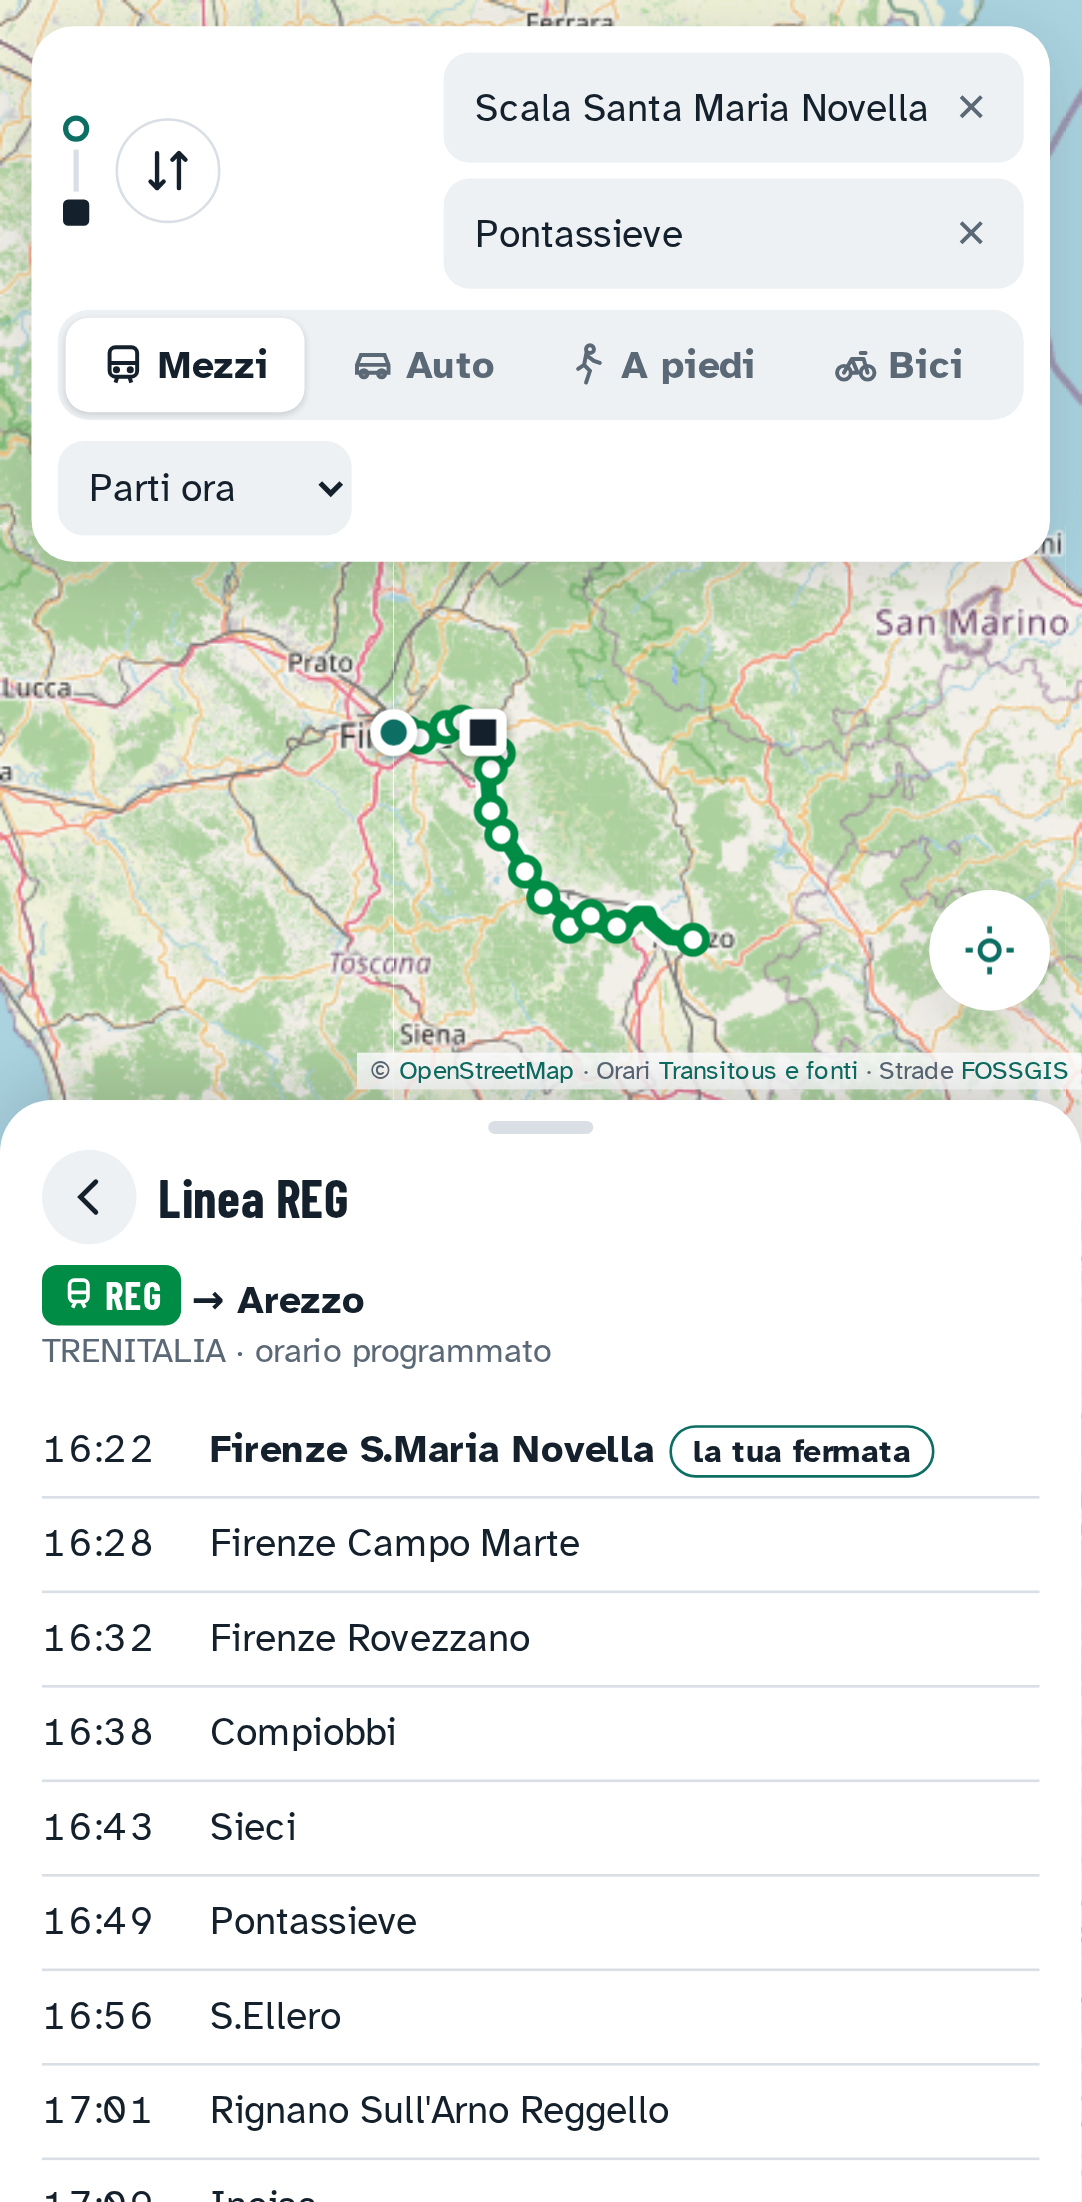 Ferrara
Scala Santa Maria Novella
Pontassieve
Mezzi
Auto
A piedi
Bici
Parti ora
San Marino
Prato
Lucca
Toscana
Siena
© OpenStreetMap · Orari Transitous e fonti · Strade FOSSGIS
Linea REG
REG → Arezzo
TRENITALIA · orario programmato
16:22 Firenze S.Maria Novella la tua fermata
16:28 Firenze Campo Marte
16:32 Firenze Rovezzano
16:38 Compiobbi
16:43 Sieci
16:49 Pontassieve
16:56 S.Ellero
17:01 Rignano Sull'Arno Reggello